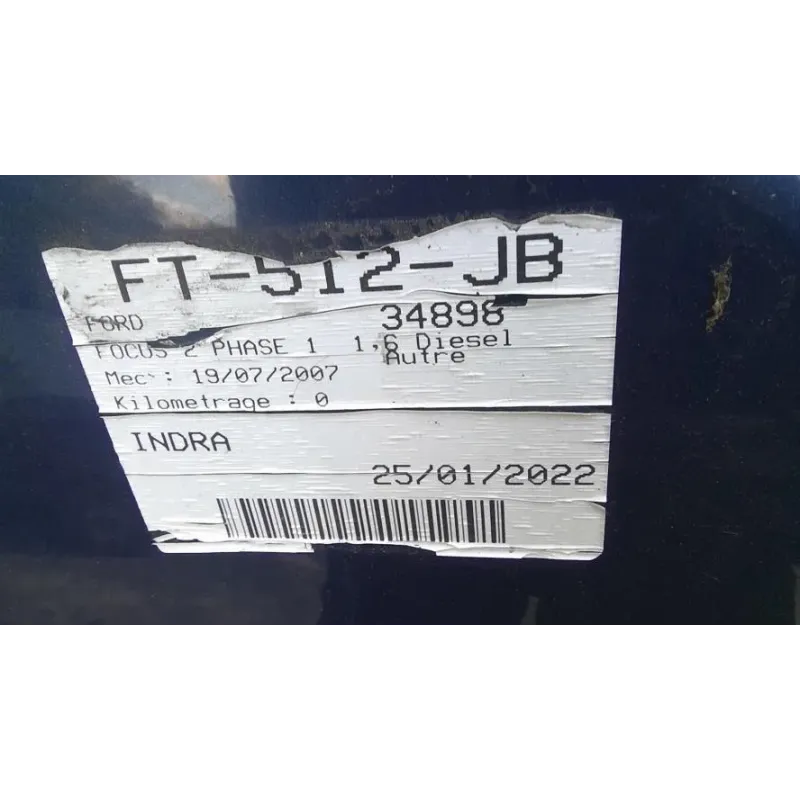 FT-512-JB
FORD 34898
FOCUS 2 PHASE 1 1,6 Diesel
Autre
Mec : 19/07/2007
Kilometrage : 0
INDRA
25/01/2022